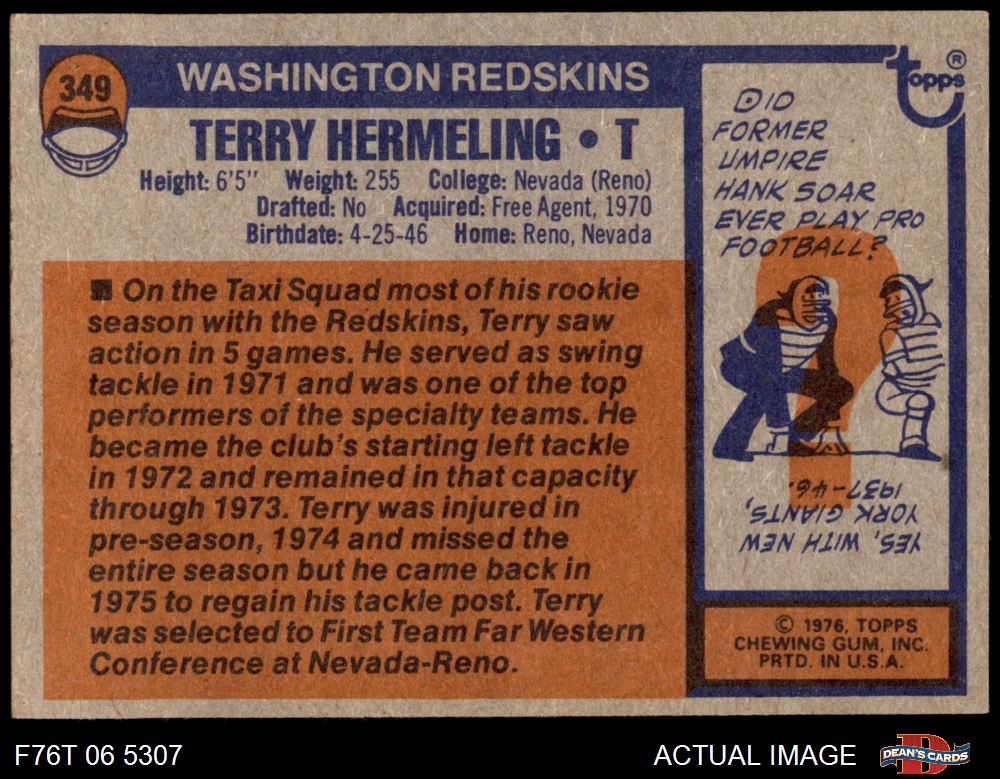 349
WASHINGTON REDSKINS
TERRY HERMELING • T
Height: 6'5" Weight: 255 College: Nevada (Reno)
Drafted: No Acquired: Free Agent, 1970
Birthdate: 4-25-46 Home: Reno, Nevada
■ On the Taxi Squad most of his rookie
season with the Redskins, Terry saw
action in 5 games. He served as swing
tackle in 1971 and was one of the top
performers of the specialty teams. He
became the club's starting left tackle
in 1972 and remained in that capacity
through 1973. Terry was injured in
pre-season, 1974 and missed the
entire season but he came back in
1975 to regain his tackle post. Terry
was selected to First Team Far Western
Conference at Nevada-Reno.
topps ®
DID
FORMER
UMPIRE
HANK SOAR
EVER PLAY PRO
FOOTBALL?
?
YES, WITH NEW
YORK GIANTS,
1937-46.
© 1976, TOPPS
CHEWING GUM, INC.
PRTD. IN U.S.A.
F76T 06 5307
ACTUAL IMAGE
D
DEAN'S CARDS